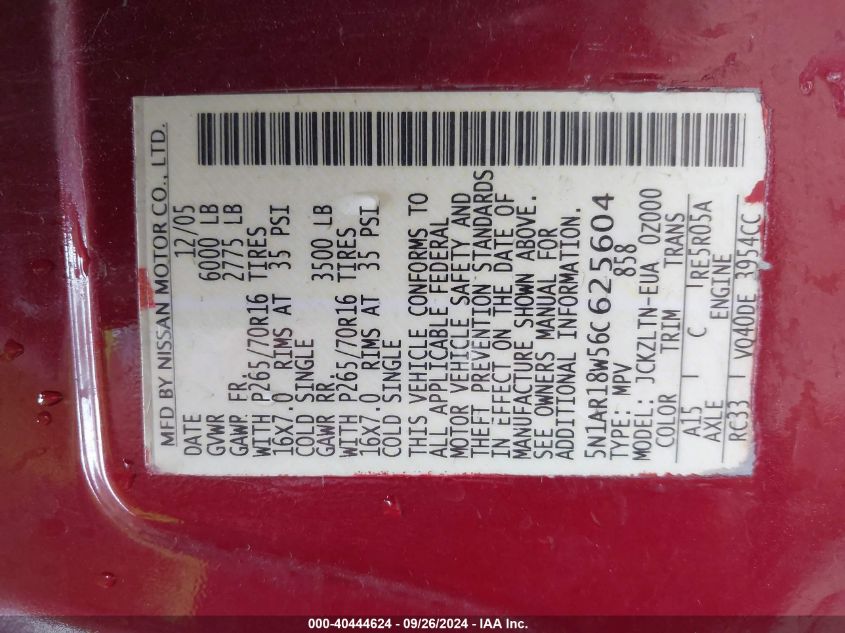 MFD BY NISSAN MOTOR CO., LTD.
DATE 12/05
GVWR 6000 LB
GAWR FR. 2775 LB
WITH P265/70R16 TIRES
16X7.0 RIMS AT 35 PSI
COLD SINGLE
GAWR RR. 3500 LB
WITH P265/70R16 TIRES
16X7.0 RIMS AT 35 PSI
COLD SINGLE
THIS VEHICLE CONFORMS TO
ALL APPLICABLE FEDERAL
MOTOR VEHICLE SAFETY AND
THEFT PREVENTION STANDARDS
IN EFFECT ON THE DATE OF
MANUFACTURE SHOWN ABOVE.
SEE OWNERS MANUAL FOR
ADDITIONAL INFORMATION
5N1AR18W56C625604
TYPE: MPV 858
MODEL: JCKZLTN-EUA 0Z000
COLOR TRIM TRANS
A15 C RE5R05A
AXLE ENGINE
RC33 VQ40DE 3954CC
000-40444624 - 09/26/2024 - IAA Inc.